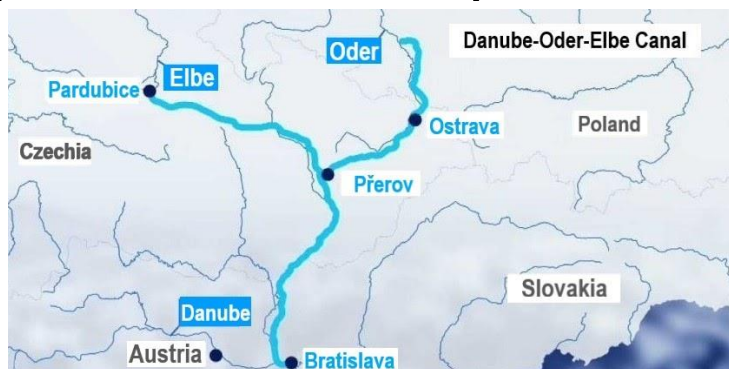 Danube-Oder-Elbe Canal
Oder
Elbe
Pardubice
Ostrava
Poland
Czechia
Přerov
Slovakia
Danube
Austria
Bratislava